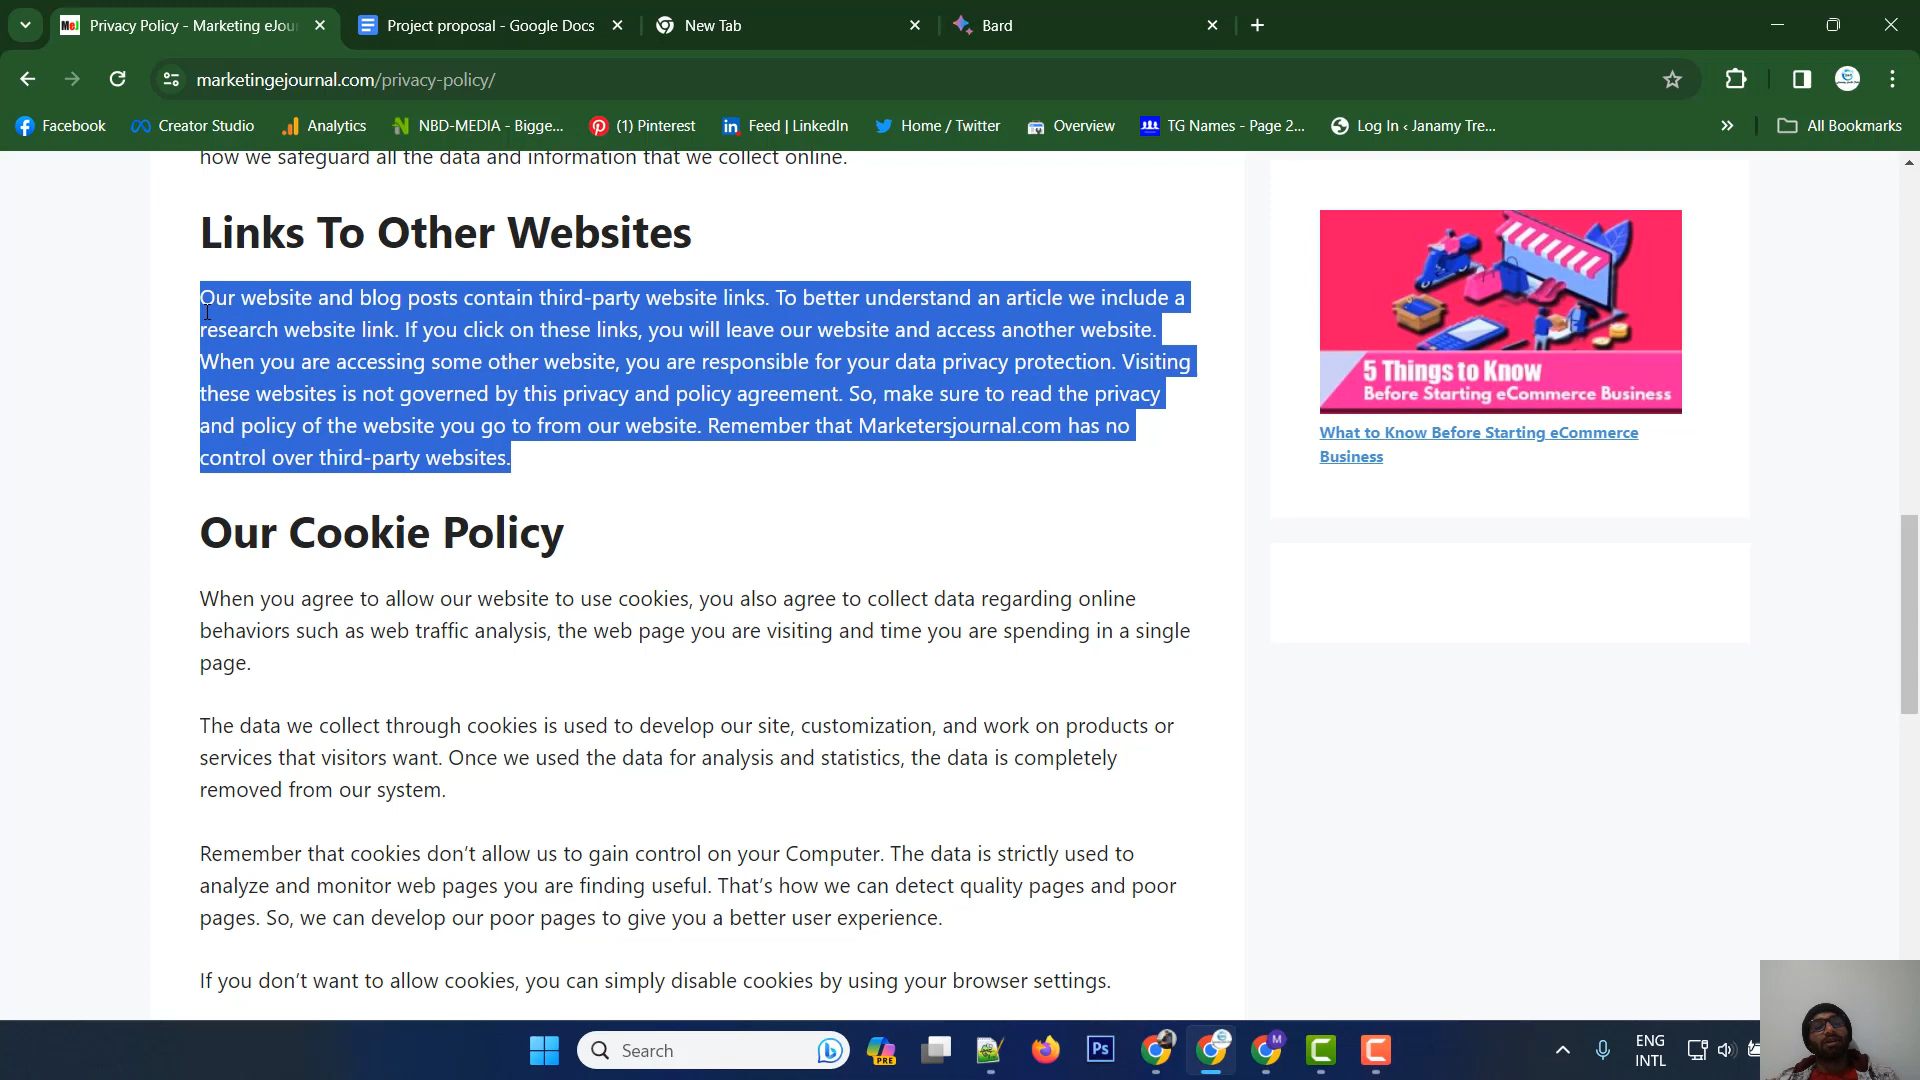 Me! Privacy Policy - Marketing eJou
Project proposal - Google Docs
New Tab
Bard
marketingejournal.com/privacy-policy/
Facebook
Creator Studio
Analytics
NBD-MEDIA - Bigge...
(1) Pinterest
Feed | LinkedIn
Home / Twitter
Overview
TG Names - Page 2...
Log In ‹ Janamy Tre...
All Bookmarks
how we safeguard all the data and information that we collect online.
Links To Other Websites
Our website and blog posts contain third-party website links. To better understand an article we include a
research website link. If you click on these links, you will leave our website and access another website.
When you are accessing some other website, you are responsible for your data privacy protection. Visiting
these websites is not governed by this privacy and policy agreement. So, make sure to read the privacy
and policy of the website you go to from our website. Remember that Marketersjournal.com has no
control over third-party websites.
5 Things to Know
Before Starting eCommerce Business
What to Know Before Starting eCommerce
Business
Our Cookie Policy
When you agree to allow our website to use cookies, you also agree to collect data regarding online
behaviors such as web traffic analysis, the web page you are visiting and time you are spending in a single
page.
The data we collect through cookies is used to develop our site, customization, and work on products or
services that visitors want. Once we used the data for analysis and statistics, the data is completely
removed from our system.
Remember that cookies don’t allow us to gain control on your Computer. The data is strictly used to
analyze and monitor web pages you are finding useful. That’s how we can detect quality pages and poor
pages. So, we can develop our poor pages to give you a better user experience.
If you don’t want to allow cookies, you can simply disable cookies by using your browser settings.
Search
PRE
Ps
M
ENG
INTL